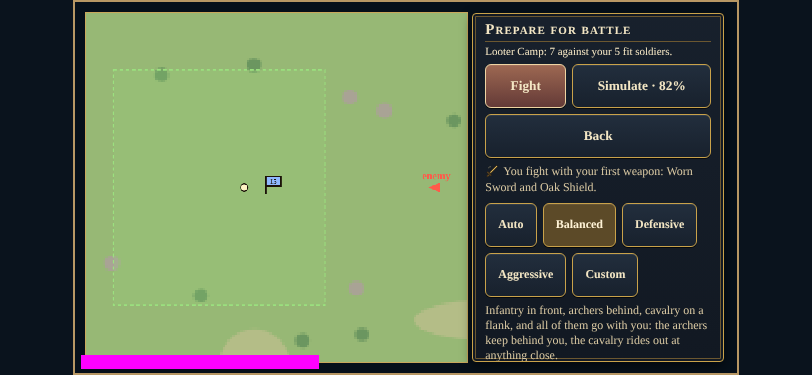 Prepare for battle
Looter Camp: 7 against your 5 fit soldiers.
Fight
Simulate · 82%
Back
You fight with your first weapon: Worn
Sword and Oak Shield.
Auto
Balanced
Defensive
Aggressive
Custom
Infantry in front, archers behind, cavalry on a
flank, and all of them go with you: the archers
keep behind you, the cavalry rides out at
anything close.
enemy